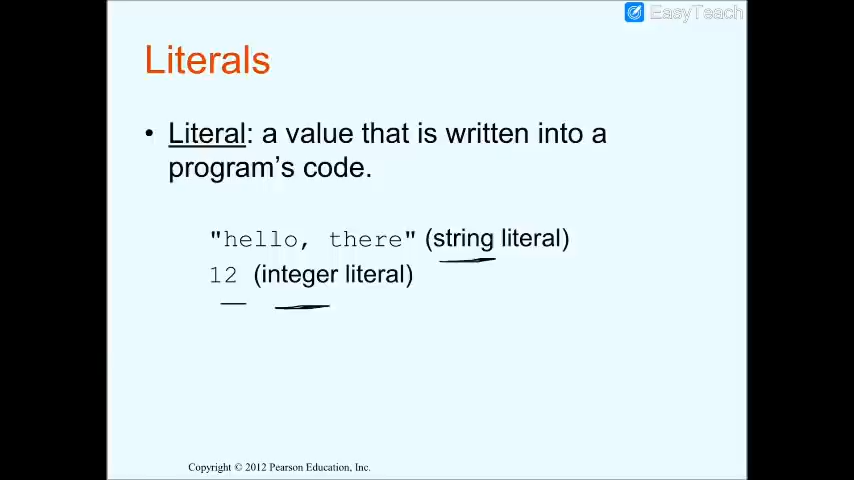 EasyTeach
Literals
• Literal: a value that is written into a
program's code.
"hello, there" (string literal)
12 (integer literal)
Copyright © 2012 Pearson Education, Inc.